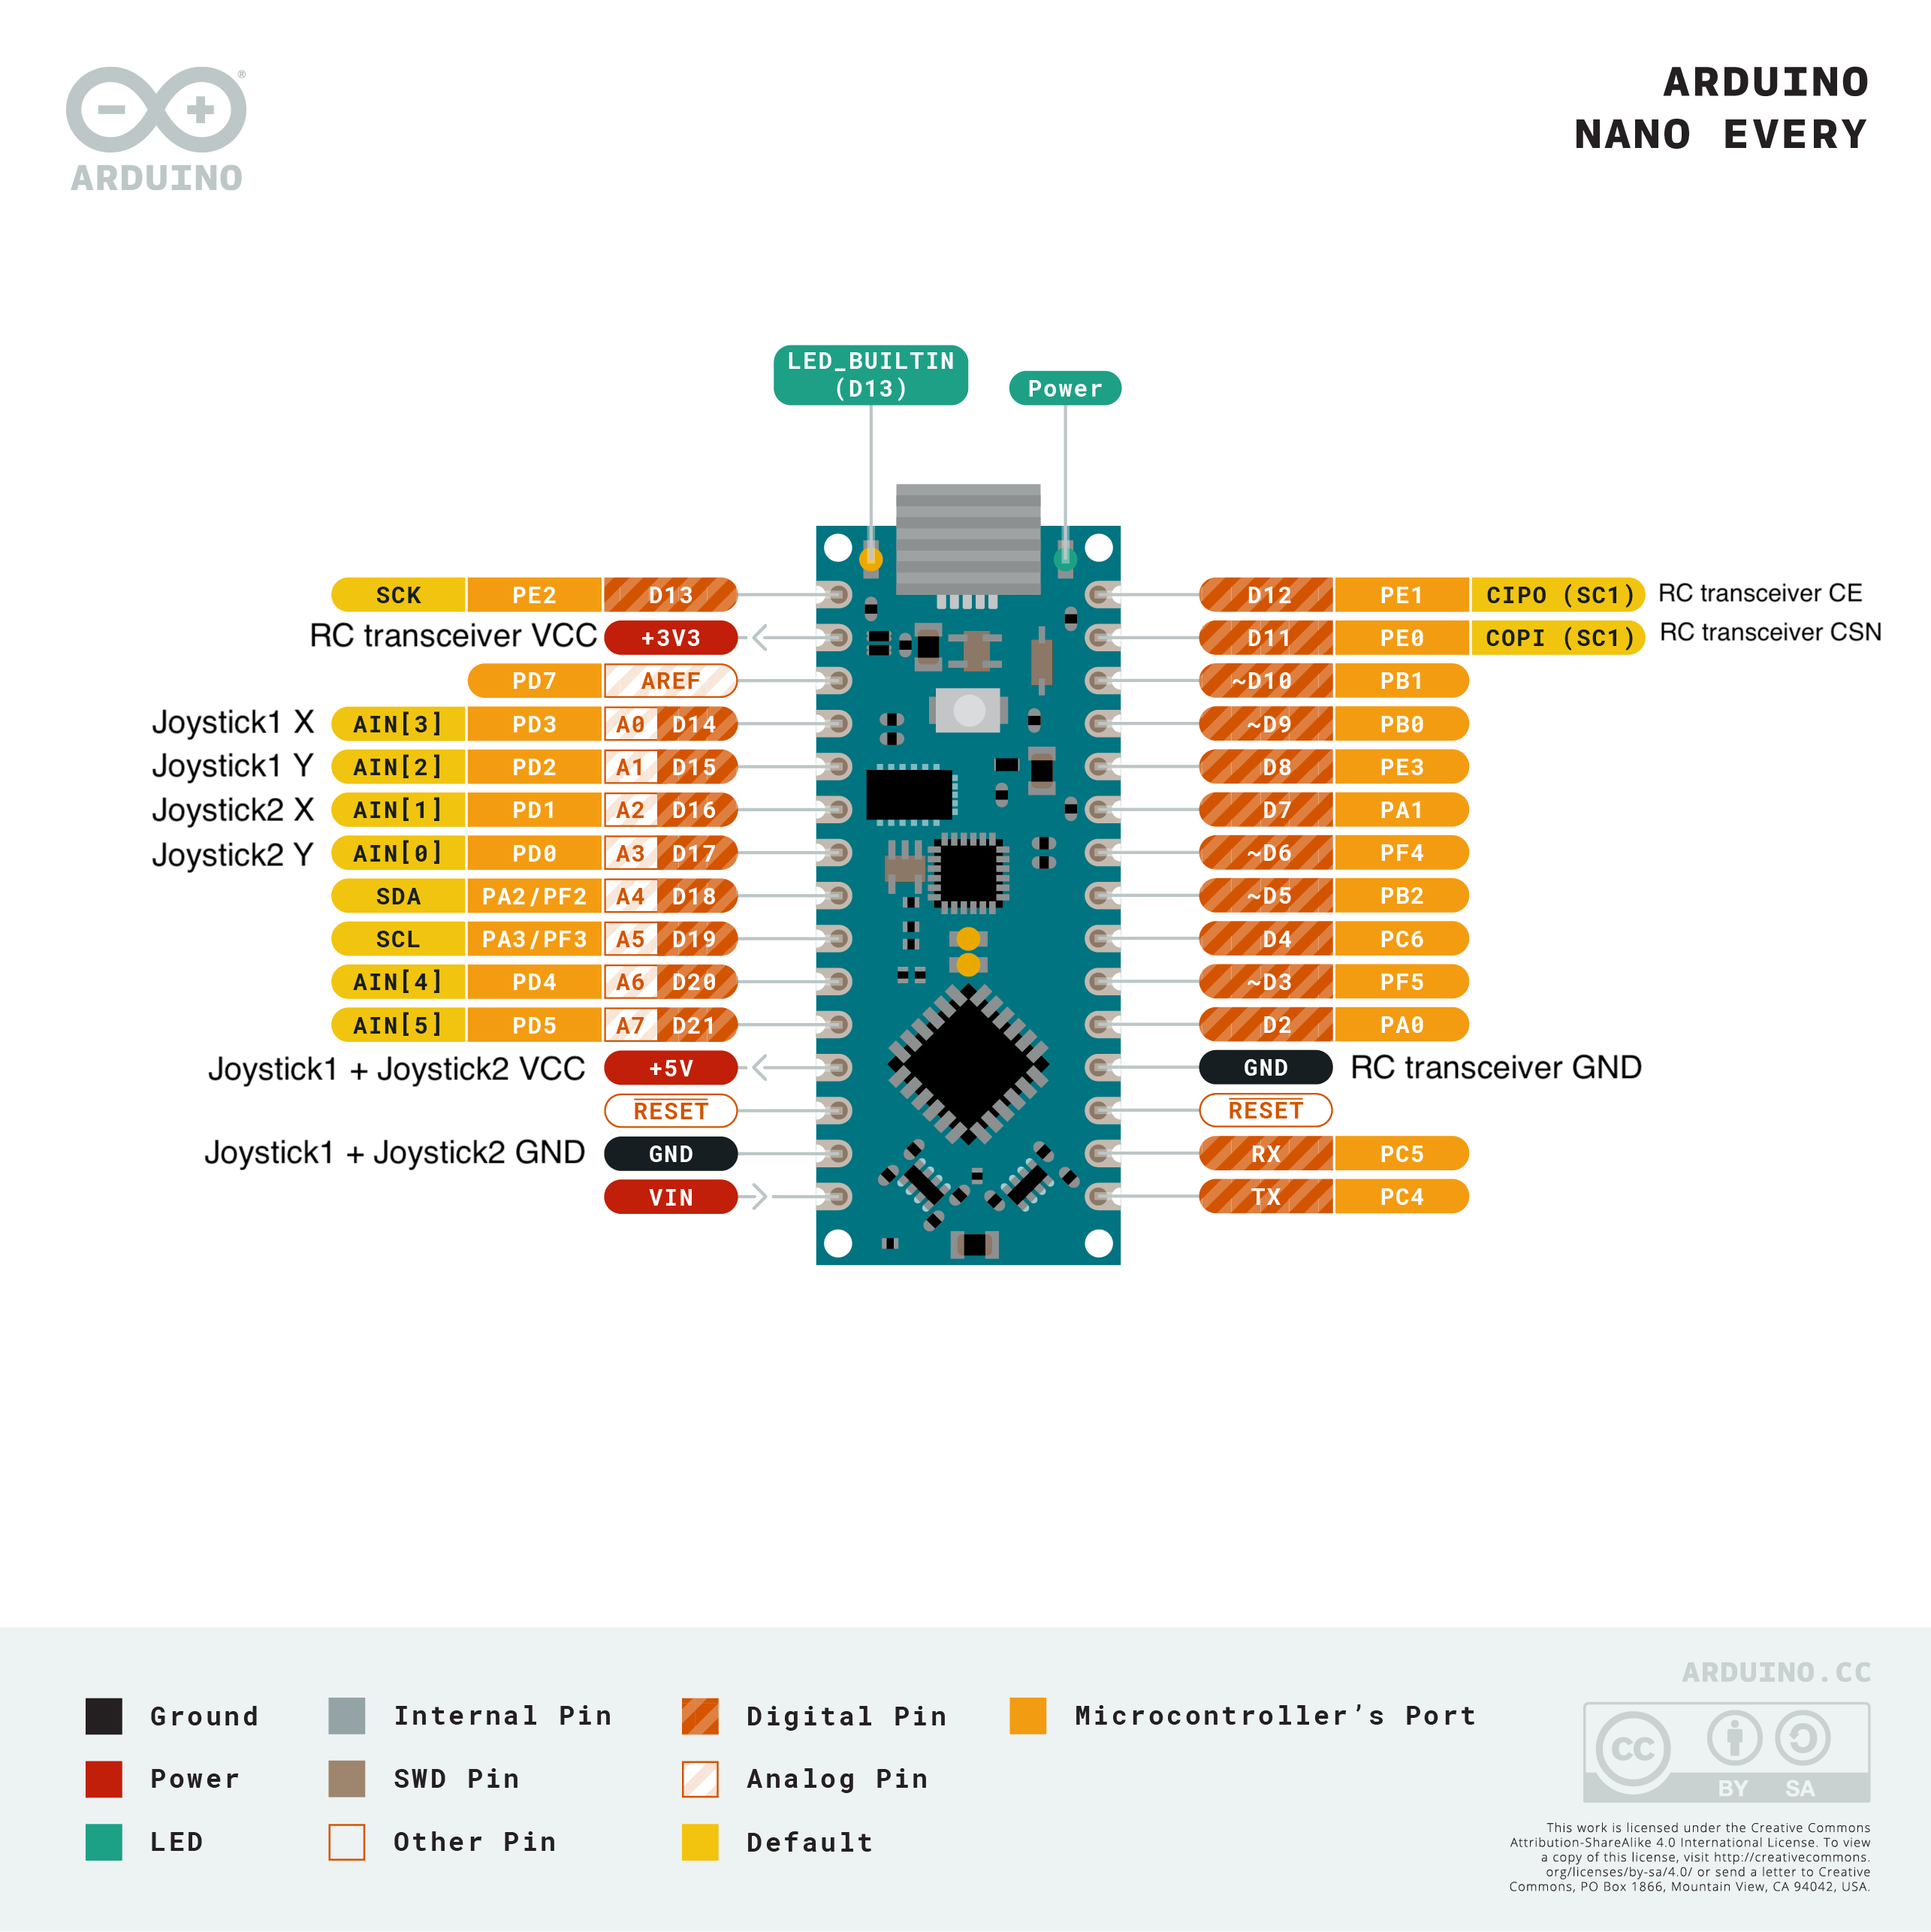 ARDUINO
NANO EVERY
®
ARDUINO
LED_BUILTIN
(D13)
Power
SCK PE2 D13
D12 PE1 CIPO (SC1) RC transceiver CE
RC transceiver VCC +3V3
D11 PE0 COPI (SC1) RC transceiver CSN
PD7 AREF
~D10 PB1
Joystick1 X AIN[3] PD3 A0 D14
~D9 PB0
Joystick1 Y AIN[2] PD2 A1 D15
D8 PE3
Joystick2 X AIN[1] PD1 A2 D16
D7 PA1
Joystick2 Y AIN[0] PD0 A3 D17
~D6 PF4
SDA PA2/PF2 A4 D18
~D5 PB2
SCL PA3/PF3 A5 D19
D4 PC6
AIN[4] PD4 A6 D20
~D3 PF5
AIN[5] PD5 A7 D21
D2 PA0
Joystick1 + Joystick2 VCC +5V
GND RC transceiver GND
RESET
RESET
Joystick1 + Joystick2 GND GND
RX PC5
VIN
TX PC4
Ground
Internal Pin
Digital Pin
Microcontroller's Port
Power
SWD Pin
Analog Pin
LED
Other Pin
Default
ARDUINO.CC
CC
BY SA
This work is licensed under the Creative Commons
Attribution-ShareAlike 4.0 International License. To view
a copy of this license, visit http://creativecommons.
org/licenses/by-sa/4.0/ or send a letter to Creative
Commons, PO Box 1866, Mountain View, CA 94042, USA.